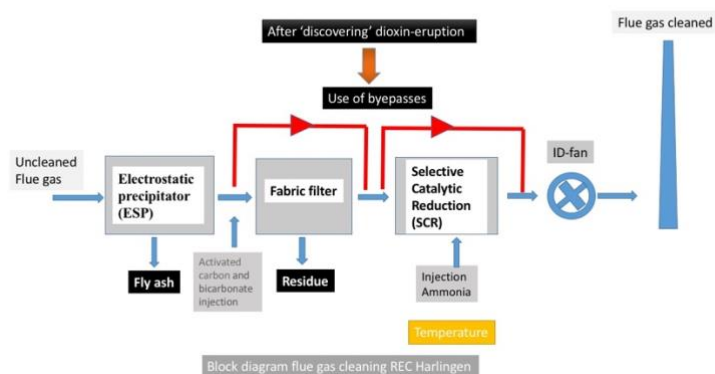 After ‘discovering’ dioxin-eruption
Flue gas cleaned
Use of byepasses
Uncleaned
Flue gas
Electrostatic
precipitator
(ESP)
Fabric filter
Selective
Catalytic
Reduction
(SCR)
ID-fan
Fly ash
Activated
carbon and
bicarbonate
injection
Residue
Injection
Ammonia
Temperature
Block diagram flue gas cleaning REC Harlingen